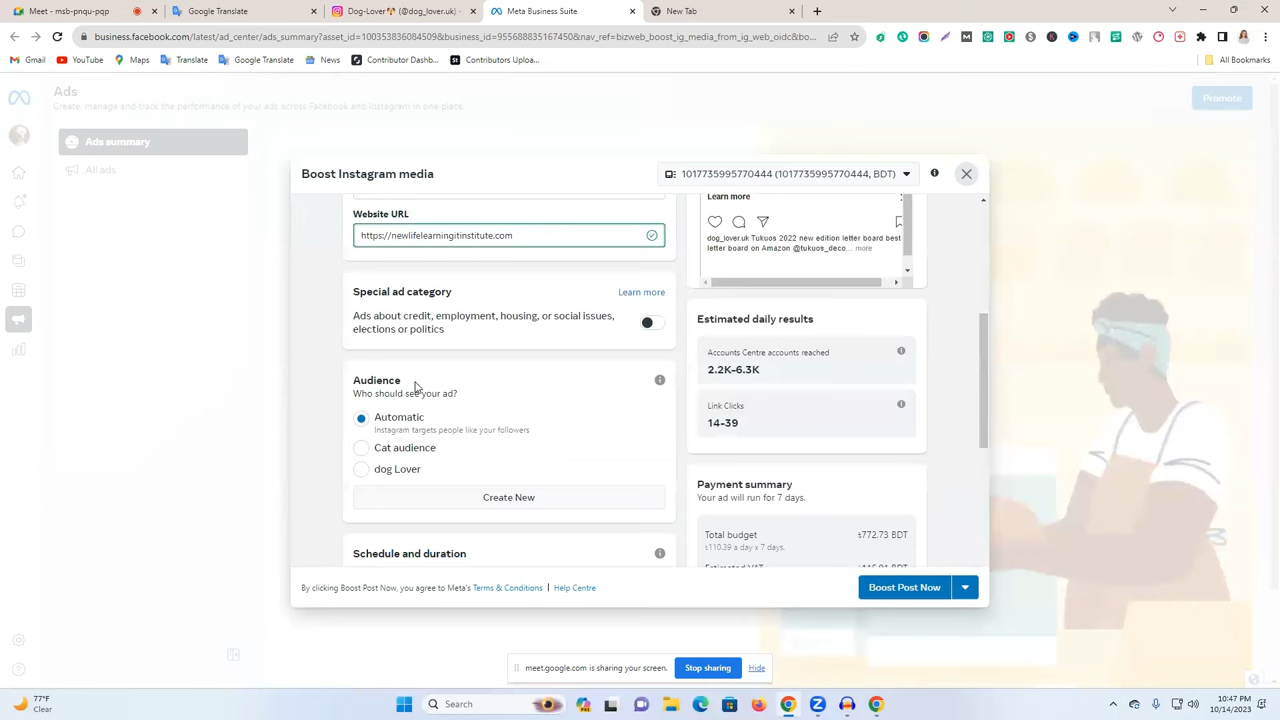 Meet - msb-pnqu-pqp
Google Translate
Dog-Lover (@dog_lover.uk) -
Meta Business Suite
New Tab
business.facebook.com/latest/ad_center/ads_summary?asset_id=100353836084509&nav_ref=bizweb_boost_ig_media_from_ig_web_oidc&bo...
Gmail
YouTube
Maps
Translate
Google Translate
News
Contributor Dashb...
Contributors Uploa...
All Bookmarks
Ads
Create, manage and track the performance of your ads across Facebook and Instagram in one place.
Promote
Ads summary
All ads
Boost Instagram media
1017735995770444 (1017735995770444, BDT)
Website URL
https://newlifelearningitinstitute.com
Special ad category
Learn more
Ads about credit, employment, housing, or social issues,
elections or politics
Audience
Who should see your ad?
Automatic
Instagram targets people like your followers
Cat audience
dog Lover
Create New
Schedule and duration
Learn more
dog_lover.uk Tukuos 2022 new edition letter board best
letter board on Amazon @tukuos_deco... more
Estimated daily results
Accounts Centre accounts reached
2.2K-6.3K
Link Clicks
14-39
Payment summary
Your ad will run for 7 days.
Total budget
৳772.73 BDT
৳110.39 a day x 7 days.
By clicking Boost Post Now, you agree to Meta's Terms & Conditions | Help Centre
Boost Post Now
meet.google.com is sharing your screen.
Stop sharing
Hide
77°F
Clear
Search
10:47 PM
10/14/2023